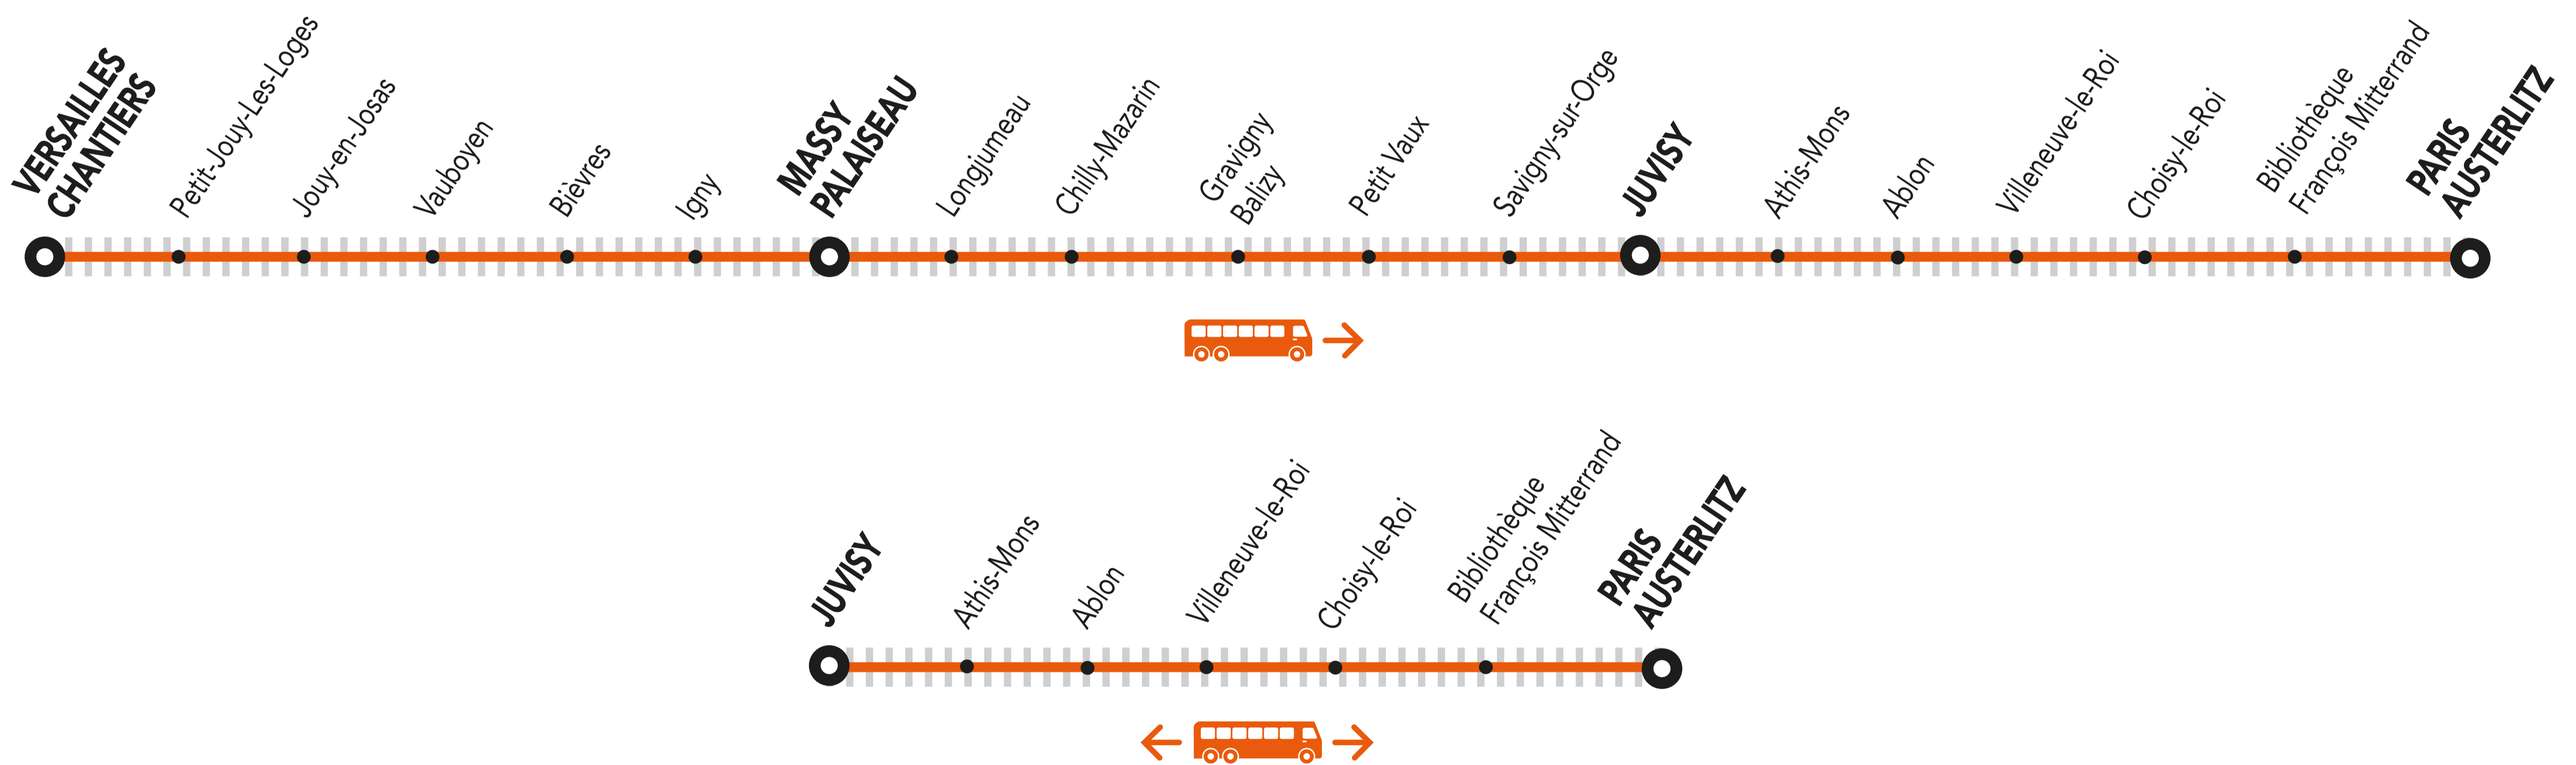 VERSAILLES
CHANTIERS
Petit-Jouy-Les-Loges
Jouy-en-Josas
Vauboyen
Bièvres
Igny
MASSY
PALAISEAU
Longjumeau
Chilly-Mazarin
Gravigny
Balizy
Petit Vaux
Savigny-sur-Orge
JUVISY
Athis-Mons
Ablon
Villeneuve-le-Roi
Choisy-le-Roi
Bibliothèque
François Mitterrand
PARIS
AUSTERLITZ
JUVISY
Athis-Mons
Ablon
Villeneuve-le-Roi
Choisy-le-Roi
Bibliothèque
François Mitterrand
PARIS
AUSTERLITZ